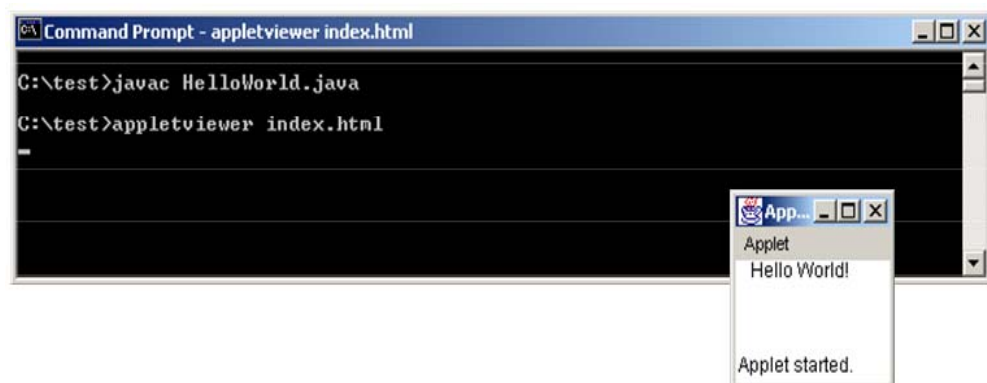 Command Prompt - appletviewer index.html
C:\test>javac HelloWorld.java
C:\test>appletviewer index.html
App...
Applet
Hello World!
Applet started.